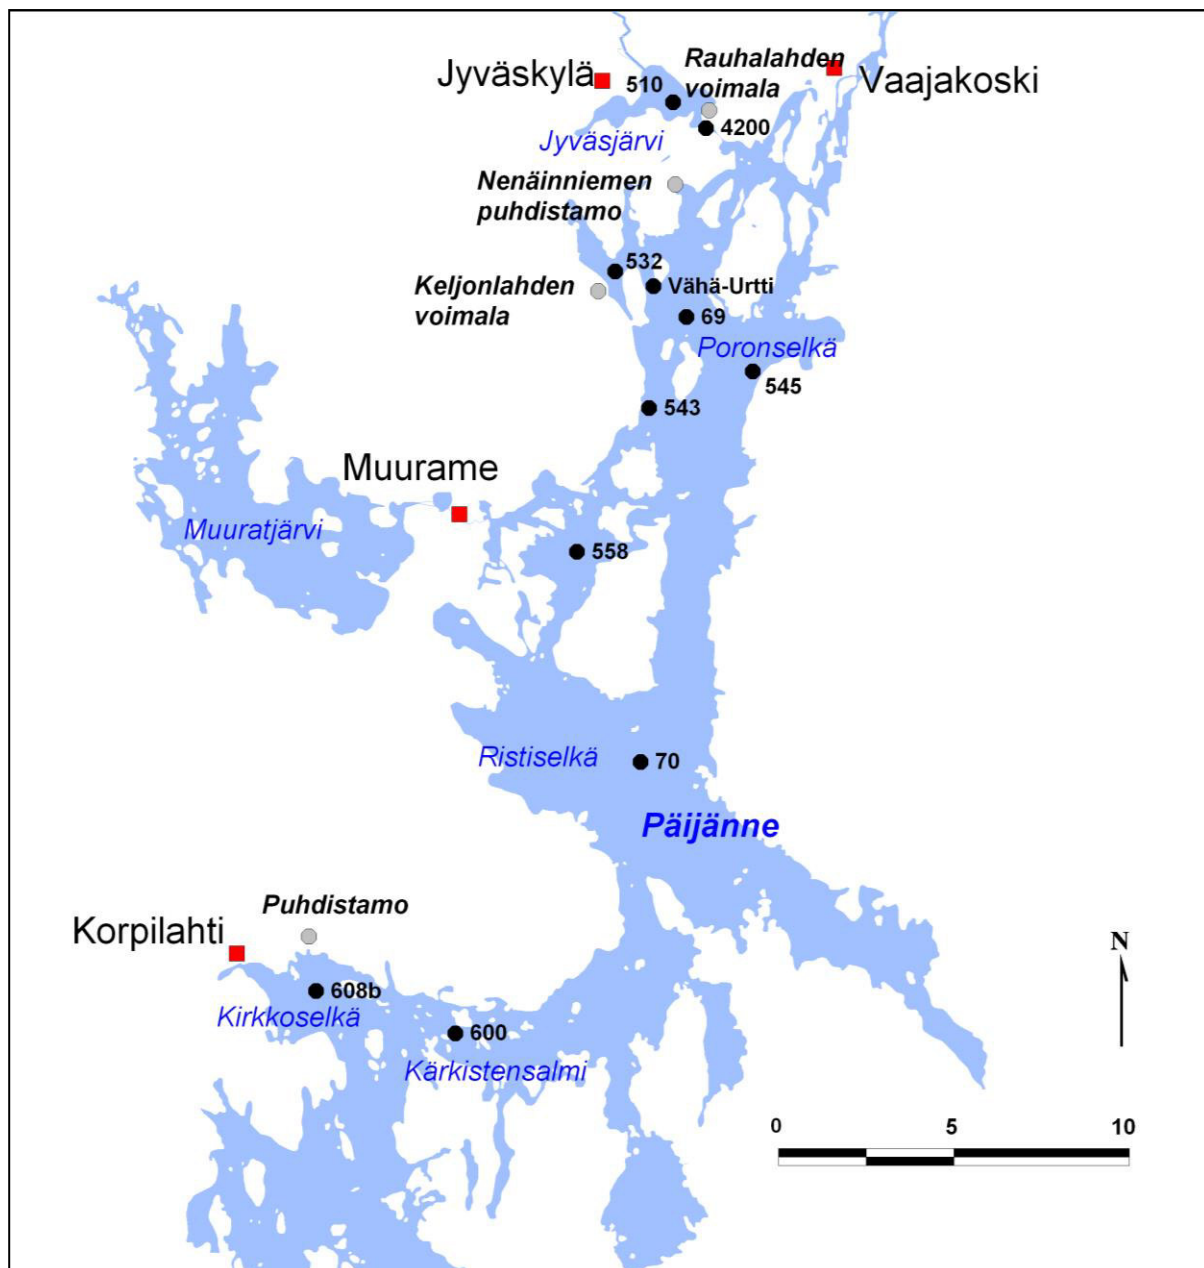 Rauhalahden
voimala
Jyväskylä
510
Vaajakoski
4200
Jyväsjärvi
Nenäinniemen
puhdistamo
532
Vähä-Urtti
Keljonlahden
voimala
69
Poronselkä
545
543
Muurame
Muuratjärvi
558
Ristiselkä
70
Päijänne
Puhdistamo
Korpilahti
N
608b
Kirkkoselkä
600
Kärkistensalmi
0 5 10